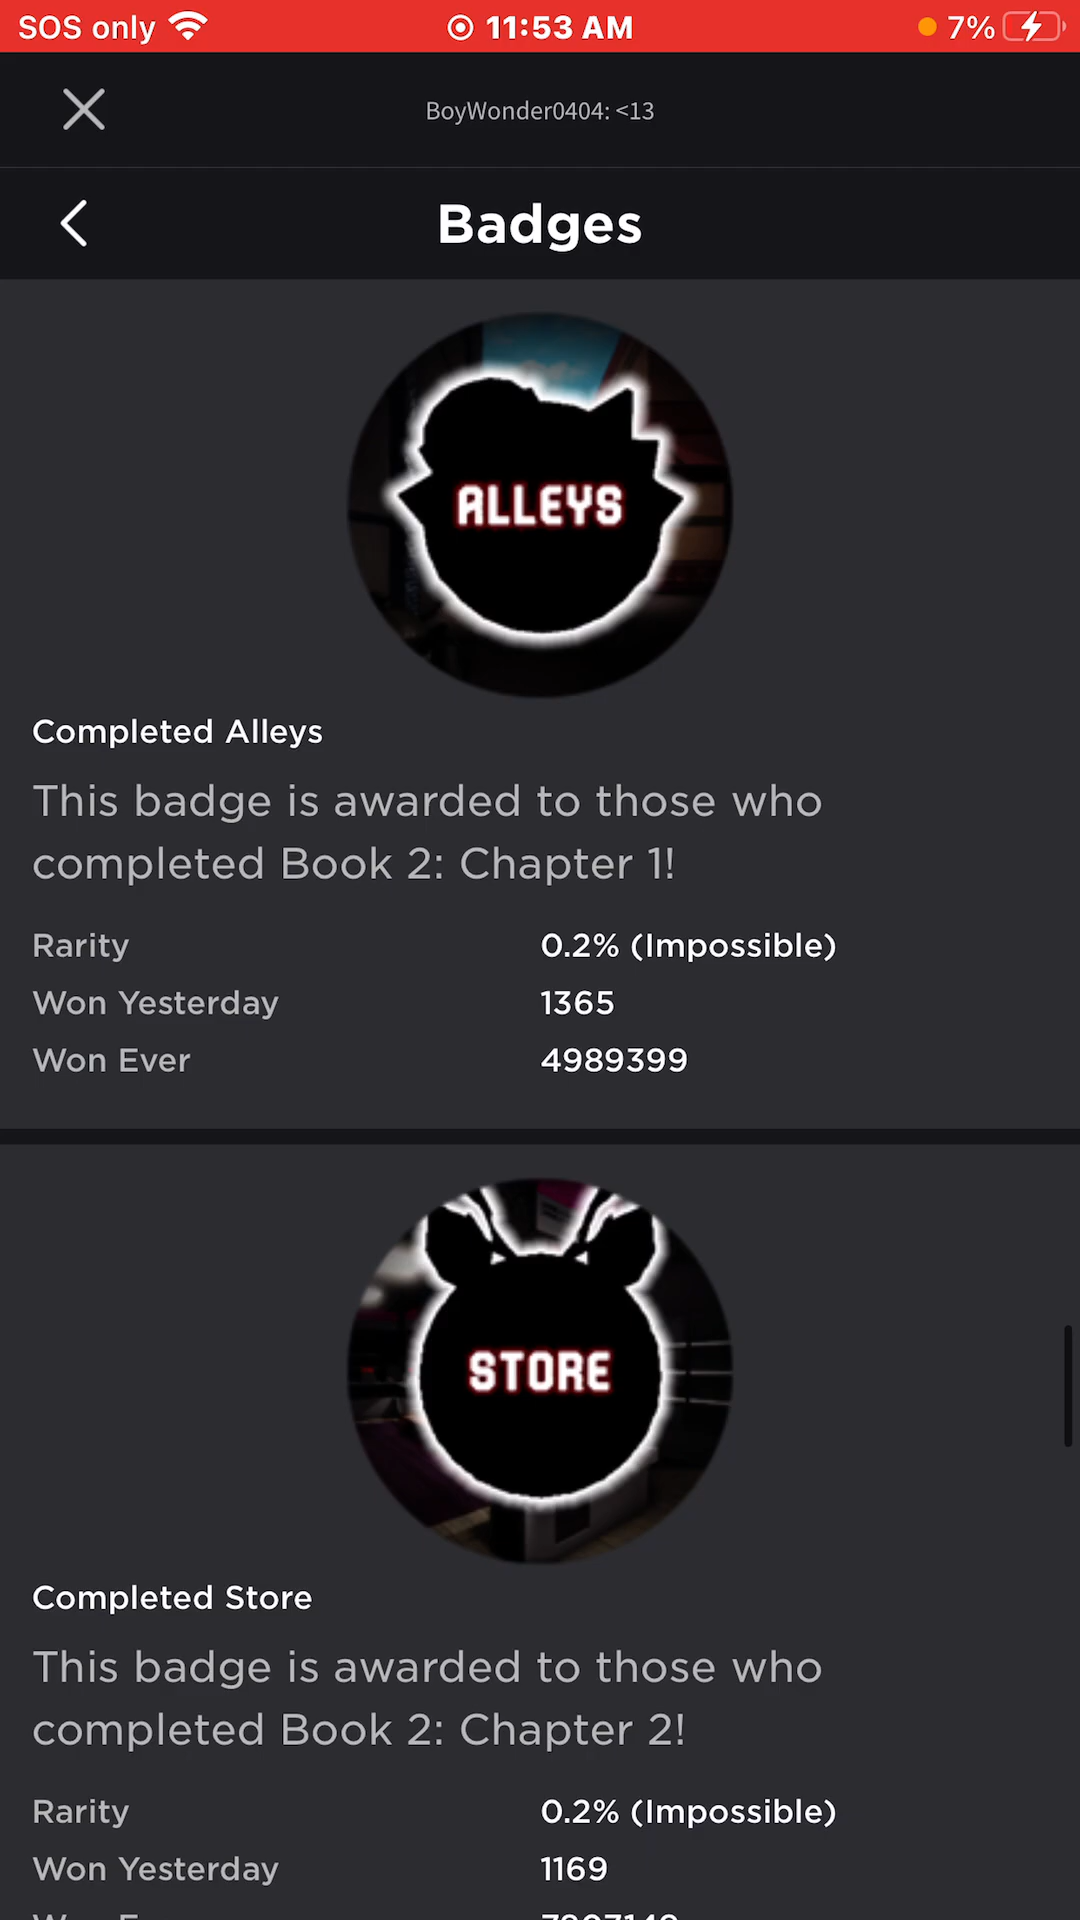 SOS only 11:53 AM 7%
BoyWonder0404: <13
Badges
ALLEYS
Completed Alleys
This badge is awarded to those who
completed Book 2: Chapter 1!
Rarity 0.2% (Impossible)
Won Yesterday 1365
Won Ever 4989399
STORE
Completed Store
This badge is awarded to those who
completed Book 2: Chapter 2!
Rarity 0.2% (Impossible)
Won Yesterday 1169